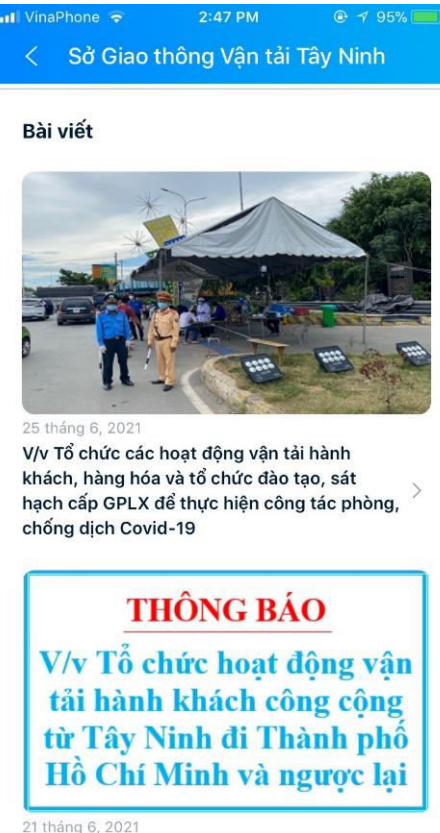 VinaPhone 2:47 PM 95%
Sở Giao thông Vận tải Tây Ninh
Bài viết
25 tháng 6, 2021
V/v Tổ chức các hoạt động vận tải hành
khách, hàng hóa và tổ chức đào tạo, sát
hạch cấp GPLX để thực hiện công tác phòng,
chống dịch Covid-19
THÔNG BÁO
V/v Tổ chức hoạt động vận
tải hành khách công cộng
từ Tây Ninh đi Thành phố
Hồ Chí Minh và ngược lại
21 tháng 6, 2021